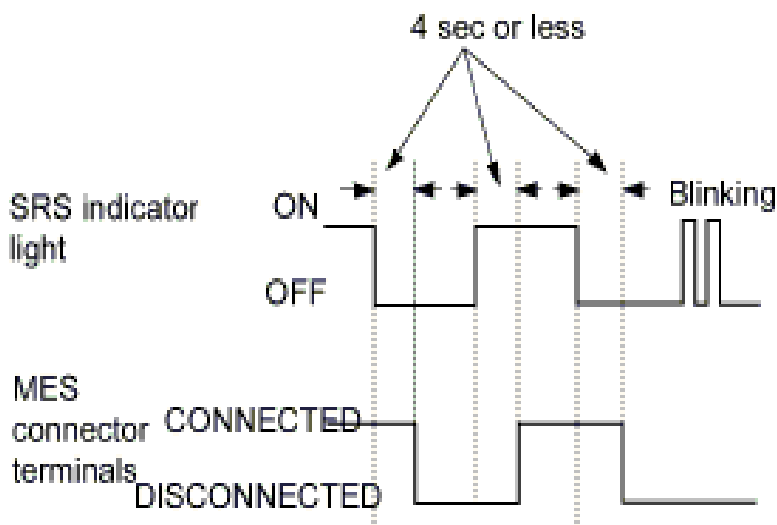 4 sec or less
SRS indicator
light
ON
OFF
Blinking
MES
connector
terminals
CONNECTED
DISCONNECTED